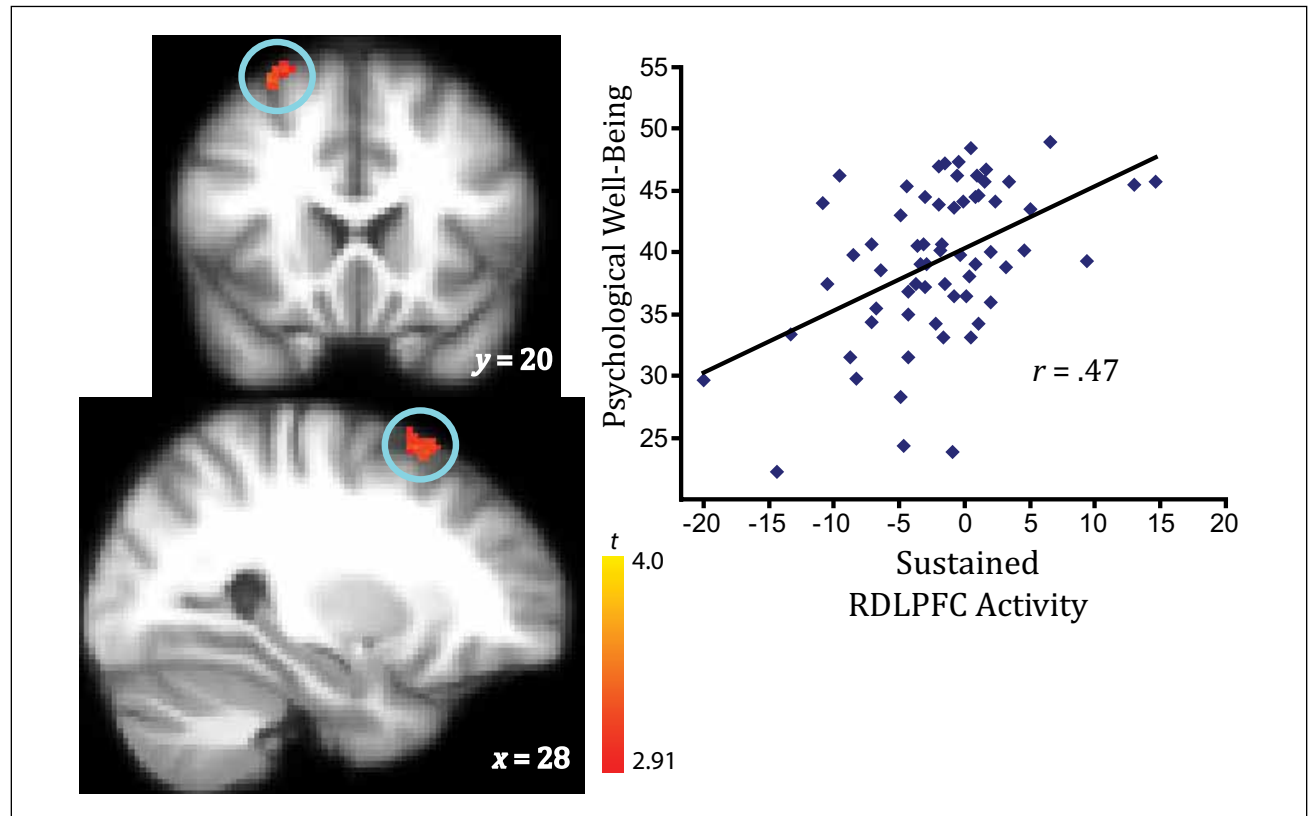 y = 20
x = 28
t
4.0
2.91
Psychological Well-Being
55
50
45
40
35
30
25
r = .47
-20 -15 -10 -5 0 5 10 15 20
Sustained
RDLPFC Activity